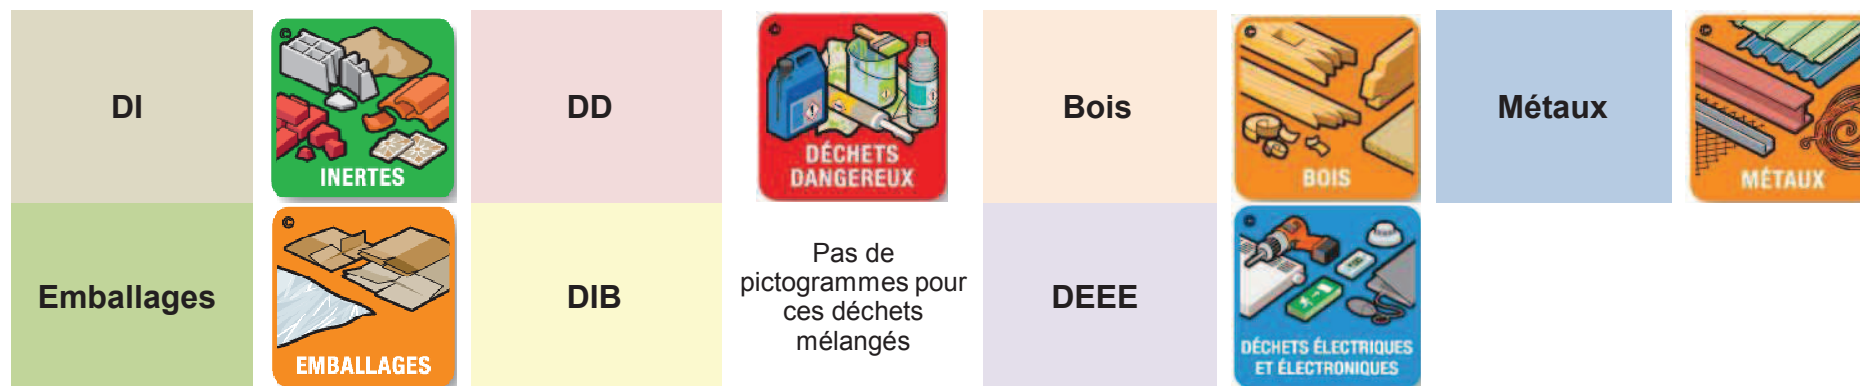 DI
©
INERTES
DD
©
DÉCHETS
DANGEREUX
Bois
©
BOIS
Métaux
©
MÉTAUX
Emballages
©
EMBALLAGES
DIB
Pas de
pictogrammes pour
ces déchets
mélangés
DEEE
©
DÉCHETS ÉLECTRIQUES
ET ÉLECTRONIQUES